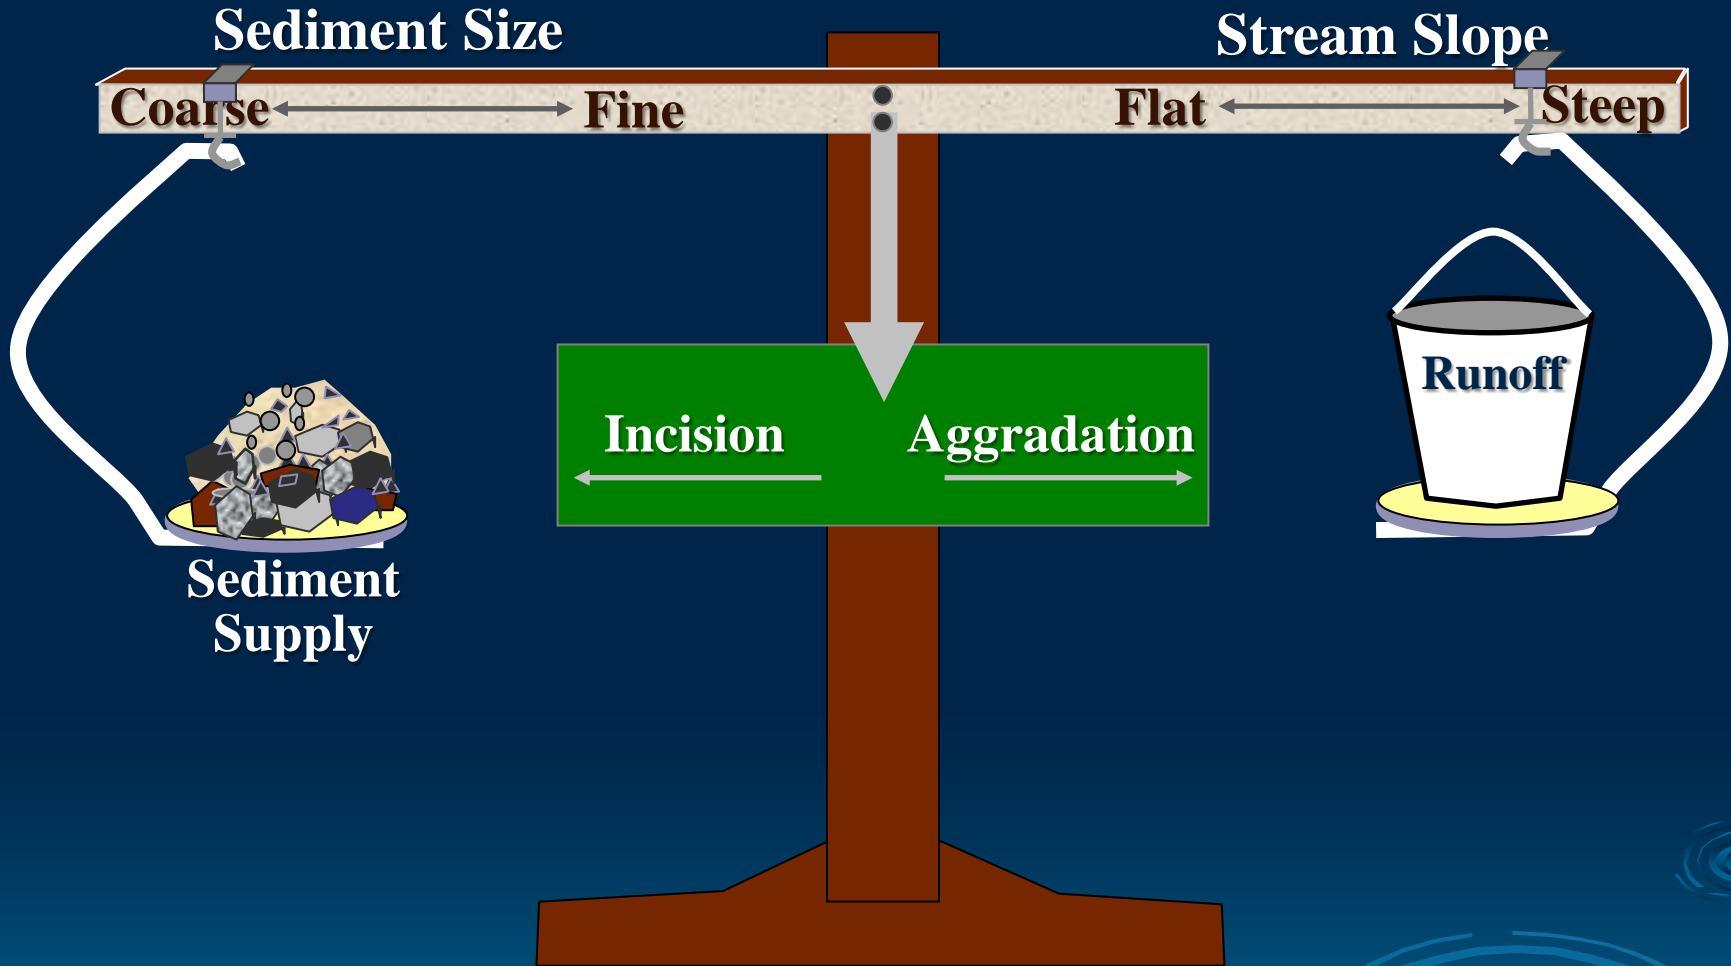 Sediment Size
Stream Slope
Coarse
Fine
Flat
Steep
Runoff
Incision
Aggradation
Sediment
Supply